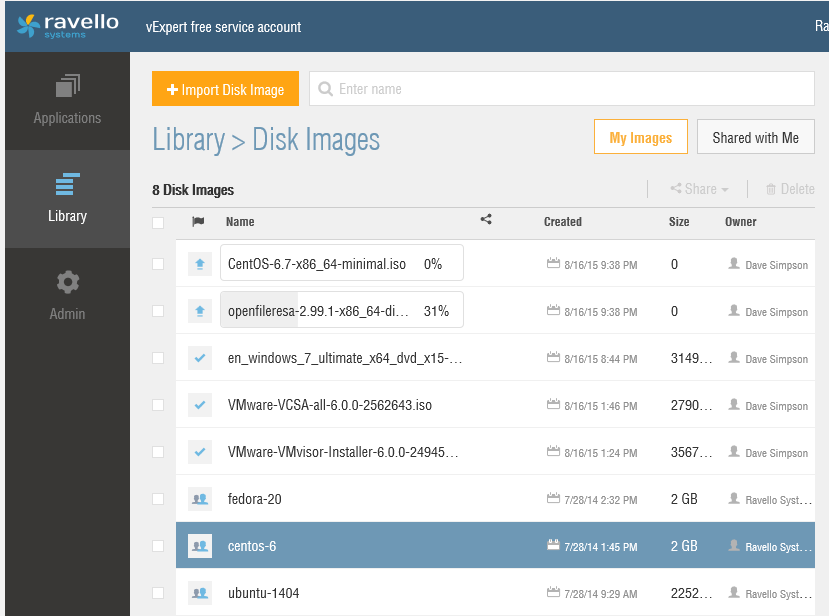 ravello
systems
vExpert free service account
Ra
Applications
Library
Admin
Import Disk Image
Enter name
Library > Disk Images
My Images
Shared with Me
8 Disk Images
Share
Delete
Name Created Size Owner
CentOS-6.7-x86_64-minimal.iso 0% 8/16/15 9:38 PM 0 Dave Simpson
openfileresa-2.99.1-x86_64-di... 31% 8/16/15 9:38 PM 0 Dave Simpson
en_windows_7_ultimate_x64_dvd_x15-... 8/16/15 8:44 PM 3149... Dave Simpson
VMware-VCSA-all-6.0.0-2562643.iso 8/16/15 1:46 PM 2790... Dave Simpson
VMware-VMvisor-Installer-6.0.0-24945... 8/16/15 1:24 PM 3567... Dave Simpson
fedora-20 7/28/14 2:32 PM 2 GB Ravello Syst...
centos-6 7/28/14 1:45 PM 2 GB Ravello Syst...
ubuntu-1404 7/28/14 9:29 AM 2252... Ravello Syst...